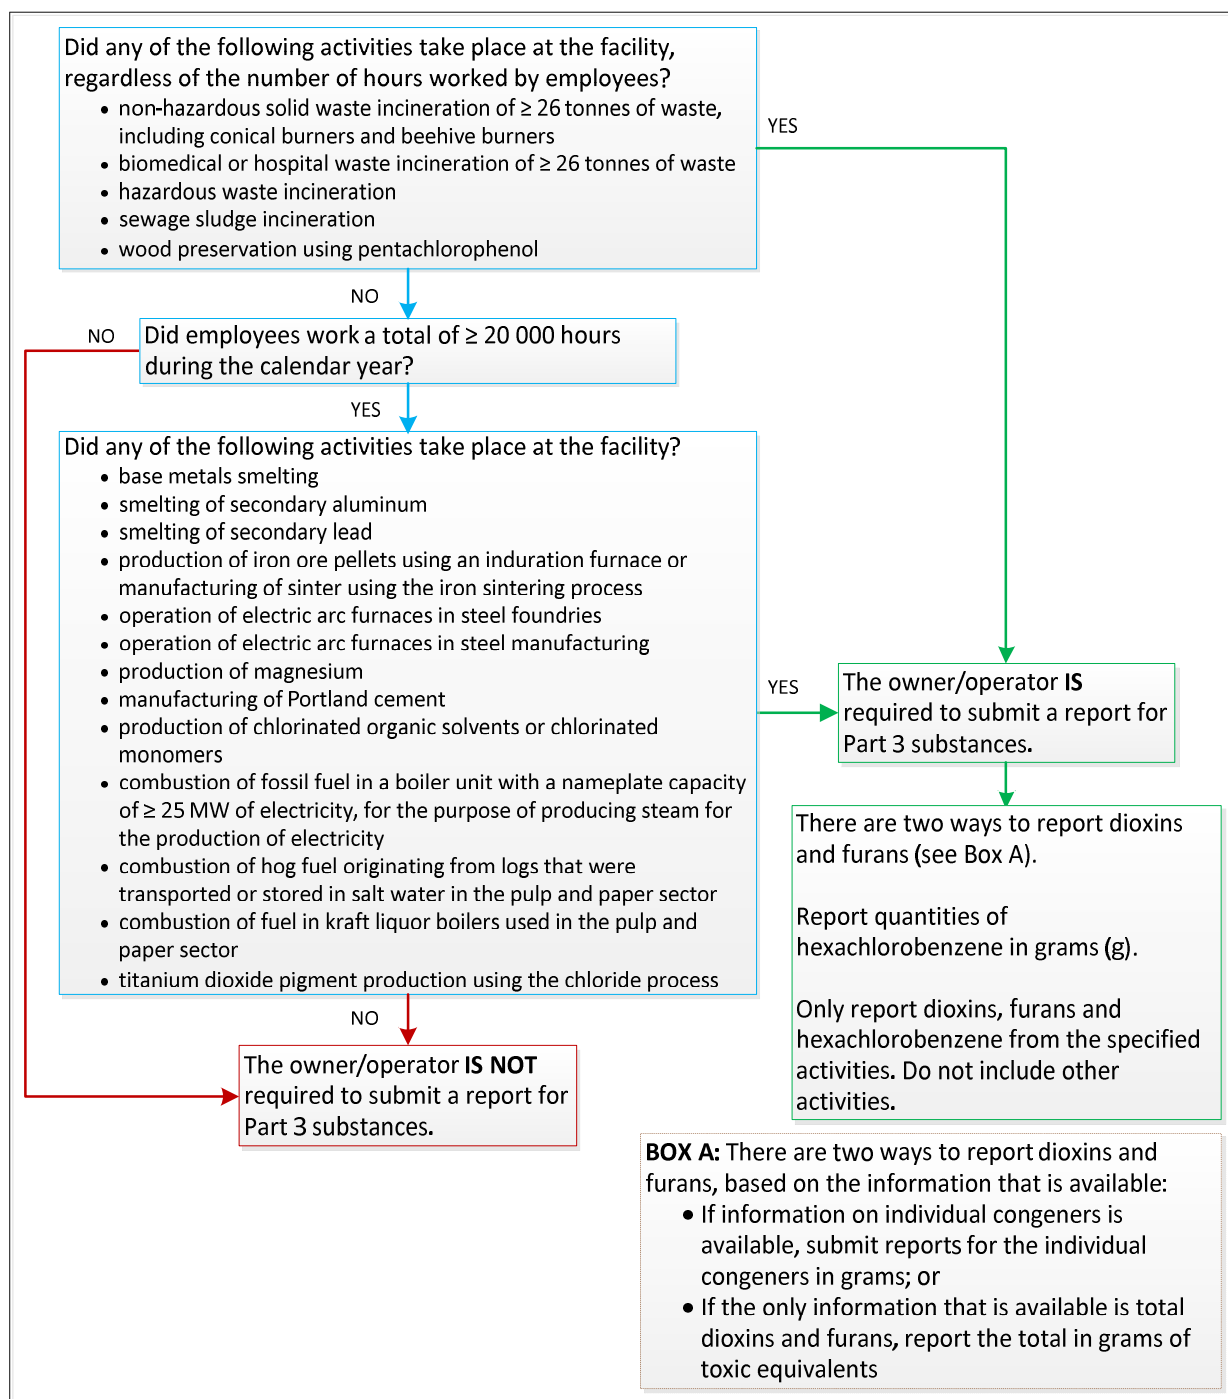 Did any of the following activities take place at the facility,
regardless of the number of hours worked by employees?
• non-hazardous solid waste incineration of ≥ 26 tonnes of waste,
including conical burners and beehive burners
• biomedical or hospital waste incineration of ≥ 26 tonnes of waste
• hazardous waste incineration
• sewage sludge incineration
• wood preservation using pentachlorophenol
YES
NO
NO
Did employees work a total of ≥ 20 000 hours
during the calendar year?
YES
Did any of the following activities take place at the facility?
• base metals smelting
• smelting of secondary aluminum
• smelting of secondary lead
• production of iron ore pellets using an induration furnace or
manufacturing of sinter using the iron sintering process
• operation of electric arc furnaces in steel foundries
• operation of electric arc furnaces in steel manufacturing
• production of magnesium
• manufacturing of Portland cement
• production of chlorinated organic solvents or chlorinated
monomers
• combustion of fossil fuel in a boiler unit with a nameplate capacity
of ≥ 25 MW of electricity, for the purpose of producing steam for
the production of electricity
• combustion of hog fuel originating from logs that were
transported or stored in salt water in the pulp and paper sector
• combustion of fuel in kraft liquor boilers used in the pulp and
paper sector
• titanium dioxide pigment production using the chloride process
YES
The owner/operator IS
required to submit a report for
Part 3 substances.
There are two ways to report dioxins
and furans (see Box A).
Report quantities of
hexachlorobenzene in grams (g).
Only report dioxins, furans and
hexachlorobenzene from the specified
activities. Do not include other
activities.
NO
The owner/operator IS NOT
required to submit a report for
Part 3 substances.
BOX A: There are two ways to report dioxins and
furans, based on the information that is available:
• If information on individual congeners is
available, submit reports for the individual
congeners in grams; or
• If the only information that is available is total
dioxins and furans, report the total in grams of
toxic equivalents